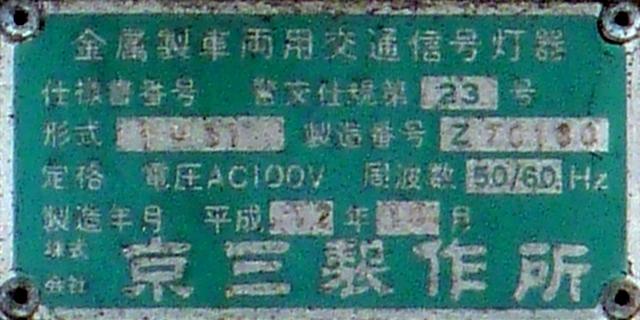 金属製車両用交通信号灯器
仕様書番号 警交仕規第 23 号
形式 製造番号 Z70180
定格 電圧AC100V 周波数 50/60 Hz
製造年月 平成 12 年 月
株式会社 京三製作所